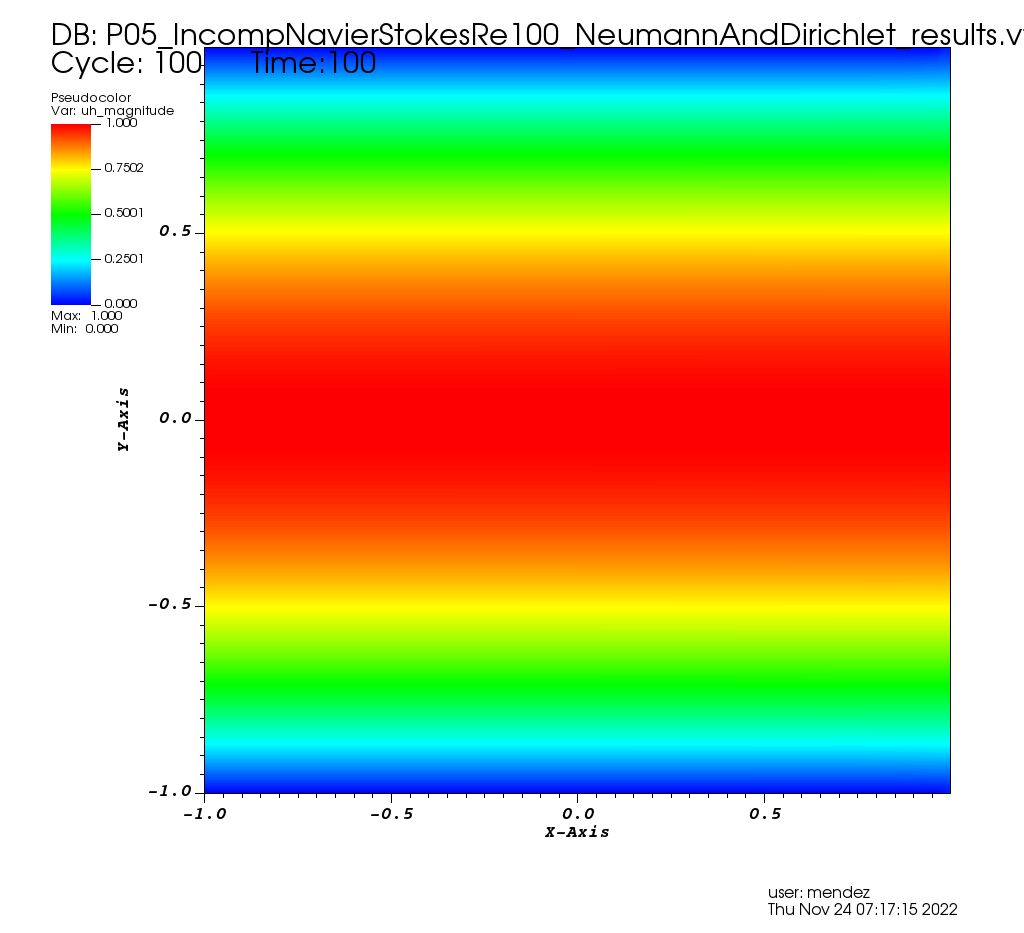 DB: P05_IncompNavierStokesRe100_NeumannAndDirichlet_results.v
Cycle: 100 Time:100
Pseudocolor
Var: uh_magnitude
1.000
0.7502
0.5001
0.2501
0.000
Max: 1.000
Min: 0.000
Y-Axis
0.5
0.0
-0.5
-1.0
-1.0 -0.5 0.0 0.5
X-Axis
user: mendez
Thu Nov 24 07:17:15 2022